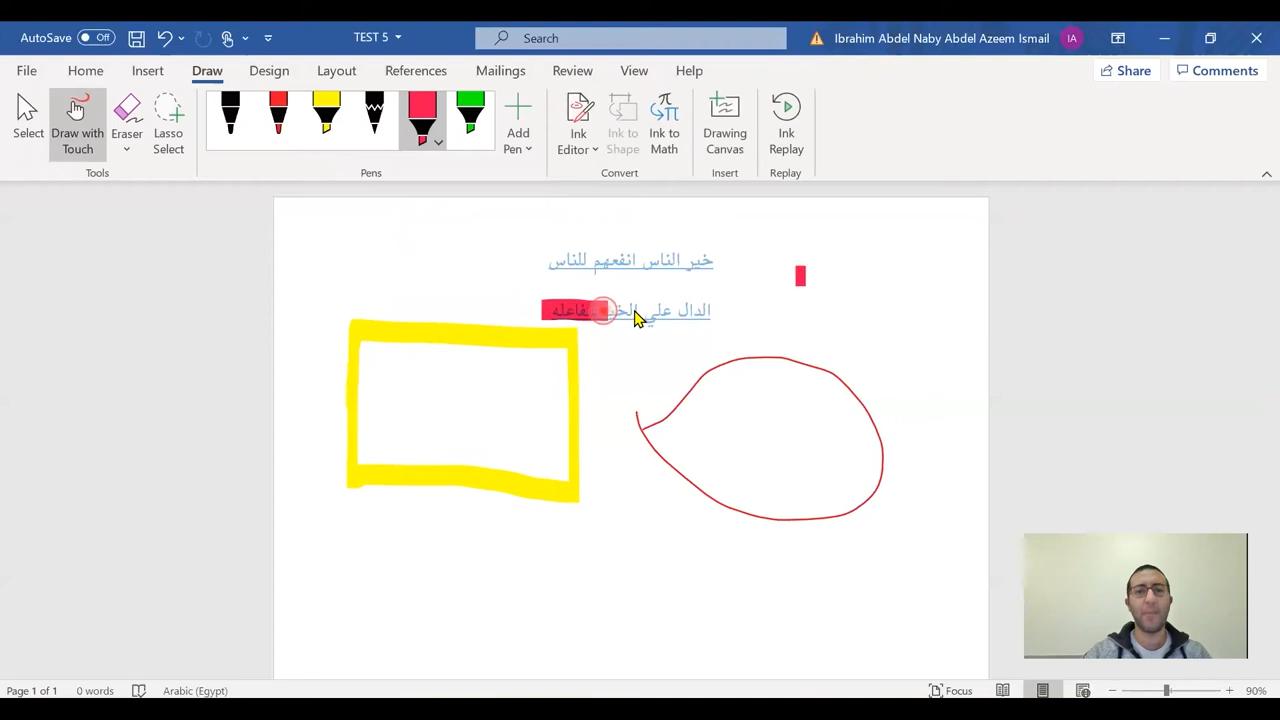 AutoSave Off TEST 5 Search Ibrahim Abdel Naby Abdel Azeem Ismail IA
File Home Insert Draw Design Layout References Mailings Review View Help Share Comments
Select Draw with Touch Eraser Lasso Select Add Pen Ink Editor Ink to Shape Ink to Math Drawing Canvas Ink Replay
Tools Pens Convert Insert Replay
خير الناس انفعهم للناس
الدال علي
Page 1 of 1 0 words Arabic (Egypt) Focus 90%